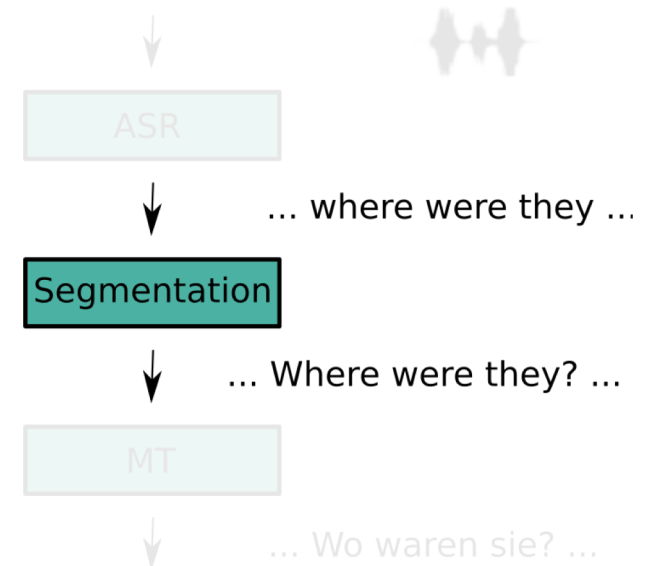 ASR
... where were they ...
Segmentation
... Where were they? ...
MT
... Wo waren sie? ...